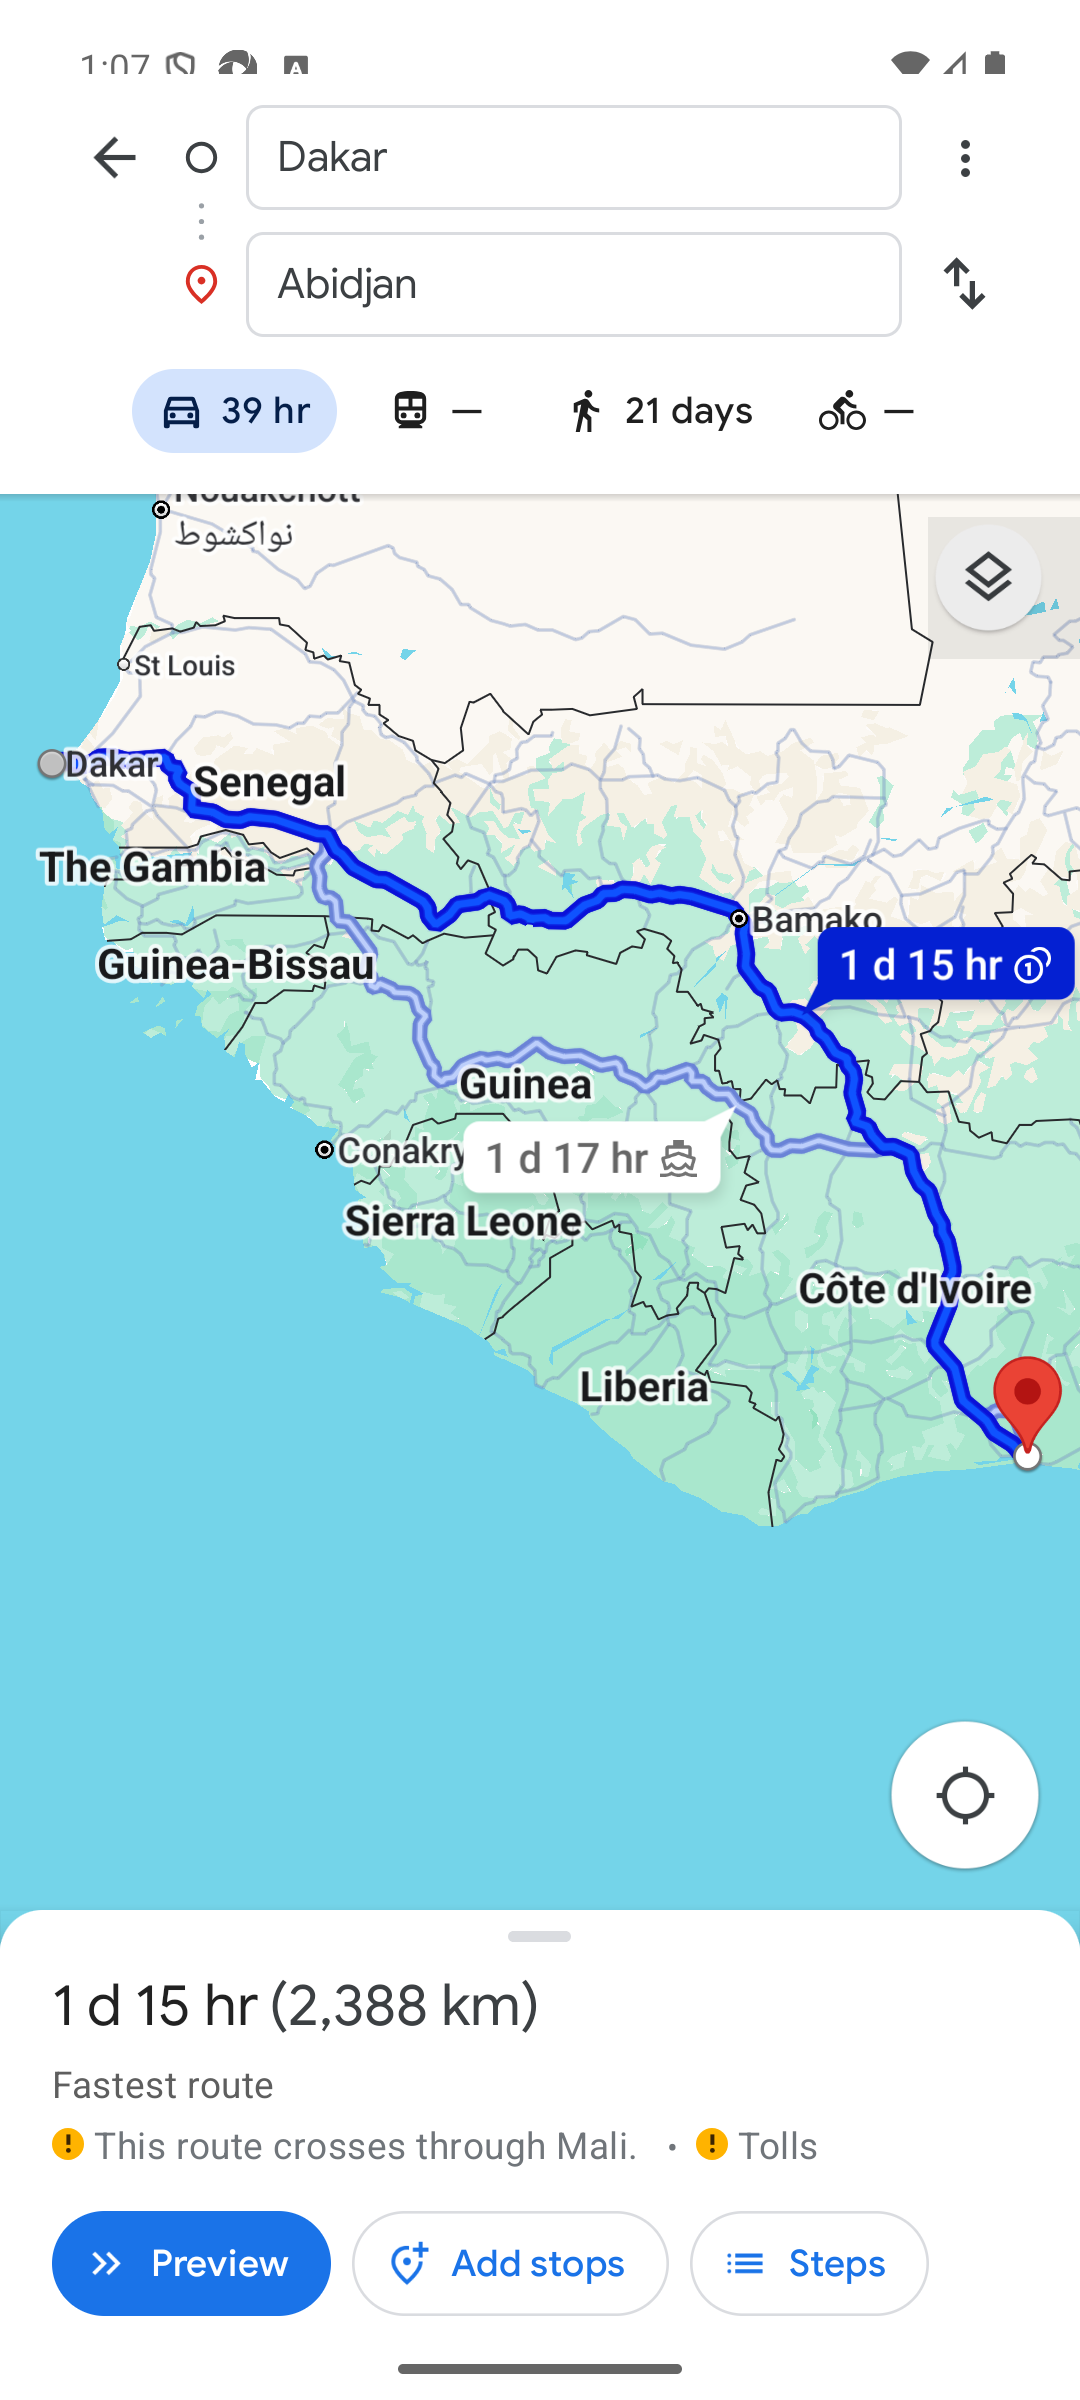 1:07
Dakar
Abidjan
39 hr
—
21 days
—
Nouakchott
نواكشوط
St Louis
Dakar
Senegal
The Gambia
Bamako
Guinea-Bissau
1 d 15 hr
Guinea
Conakry
1 d 17 hr
Sierra Leone
Côte d'Ivoire
Liberia
1 d 15 hr (2,388 km)
Fastest route
This route crosses through Mali. • Tolls
Preview
Add stops
Steps